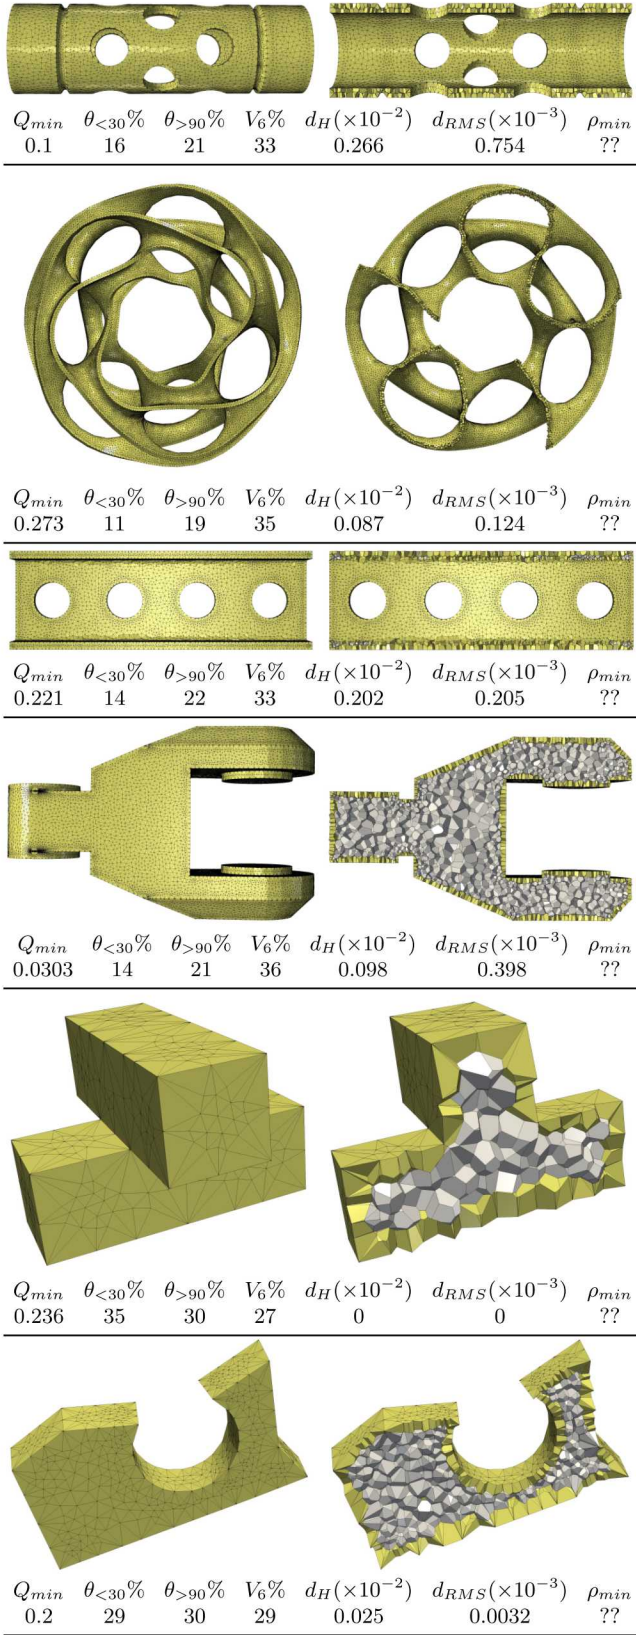 Q_min θ_<30% θ_>90% V_6% d_H(×10^-2) d_RMS(×10^-3) ρ_min
0.1 16 21 33 0.266 0.754 ??
Q_min θ_<30% θ_>90% V_6% d_H(×10^-2) d_RMS(×10^-3) ρ_min
0.273 11 19 35 0.087 0.124 ??
Q_min θ_<30% θ_>90% V_6% d_H(×10^-2) d_RMS(×10^-3) ρ_min
0.221 14 22 33 0.202 0.205 ??
Q_min θ_<30% θ_>90% V_6% d_H(×10^-2) d_RMS(×10^-3) ρ_min
0.0303 14 21 36 0.098 0.398 ??
Q_min θ_<30% θ_>90% V_6% d_H(×10^-2) d_RMS(×10^-3) ρ_min
0.236 35 30 27 0 0 ??
Q_min θ_<30% θ_>90% V_6% d_H(×10^-2) d_RMS(×10^-3) ρ_min
0.2 29 30 29 0.025 0.0032 ??